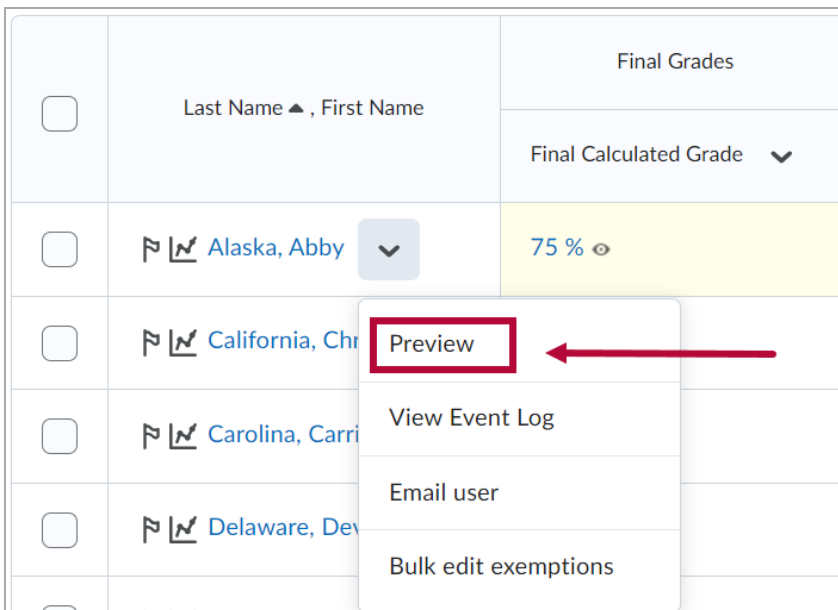 Final Grades
Last Name , First Name
Final Calculated Grade
Alaska, Abby
75 %
California, Chr
Preview
Carolina, Carri
View Event Log
Email user
Delaware, Dev
Bulk edit exemptions